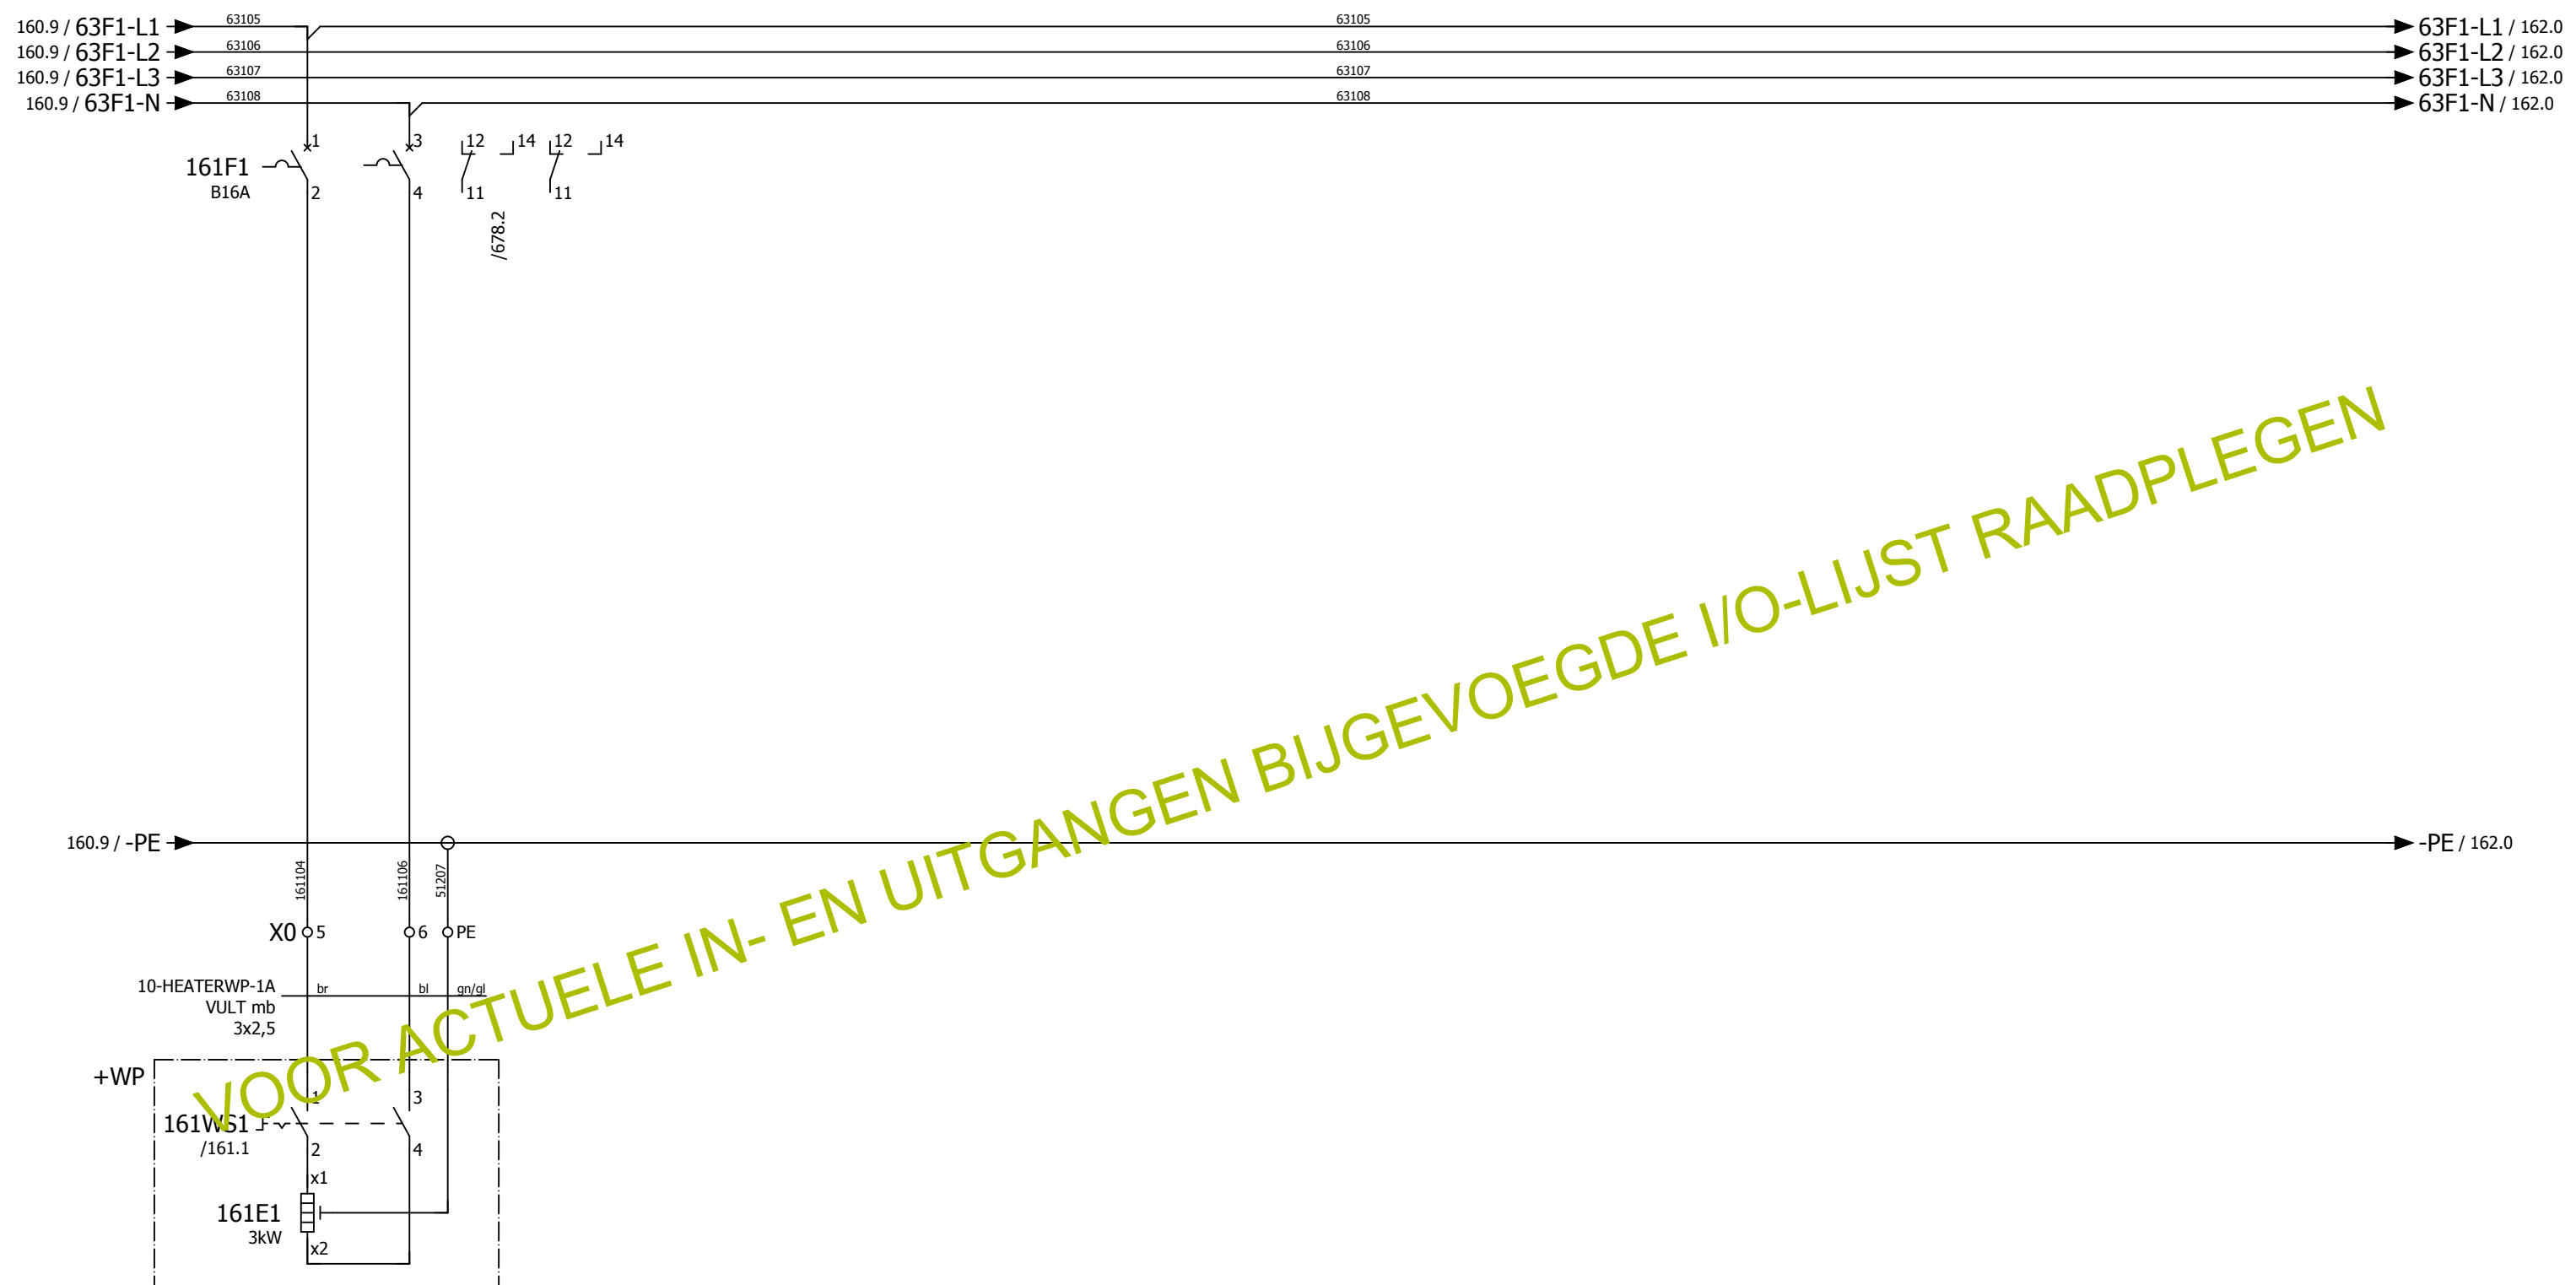 160.9 / 63F1-L1 63105 63105 63F1-L1 / 162.0
160.9 / 63F1-L2 63106 63106 63F1-L2 / 162.0
160.9 / 63F1-L3 63107 63107 63F1-L3 / 162.0
160.9 / 63F1-N 63108 63108 63F1-N / 162.0
1 3 12 14 12 14
161F1
B16A 2 4 11 11
/678.2
VOOR ACTUELE IN- EN UITGANGEN BIJGEVOEGDE I/O-LIJST RAADPLEGEN
160.9 / -PE -PE / 162.0
161104 161106 51207
X0 5 6 PE
10-HEATERWP-1A br bl gn/gl
VULT mb
3x2,5
+WP
1 3
161WS1
/161.1 2 4
x1
161E1
3kW
x2